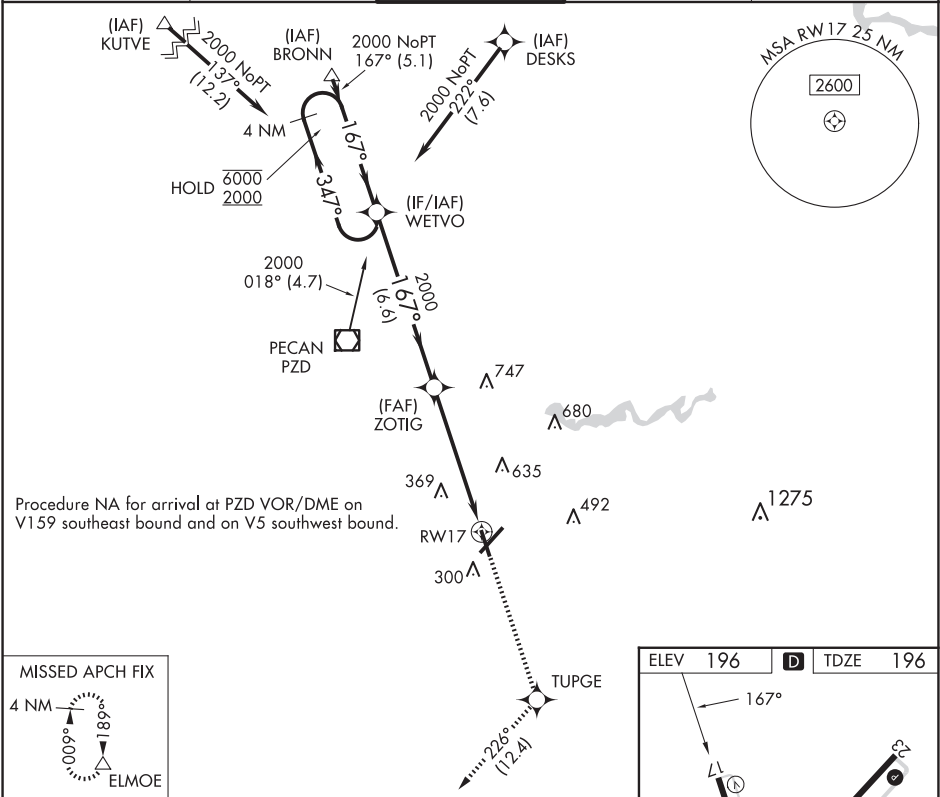 (IAF)
KUTVE
2000 NoPT
137°
(12.2)
(IAF)
BRONN
2000 NoPT
167° (5.1)
(IAF)
DESKS
2000 NoPT
222°
(7.6)
MSA RW17 25 NM
2600
4 NM
167°
347°
HOLD
6000
2000
(IF/IAF)
WETVO
2000
018° (4.7)
2000
167°
(6.6)
PECAN
PZD
(FAF)
ZOTIG
747
680
635
369
492
1275
Procedure NA for arrival at PZD VOR/DME on
V159 southeast bound and on V5 southwest bound.
RW17
300
TUPGE
226°
(12.4)
MISSED APCH FIX
4 NM
009°
189°
ELMOE
ELEV 196 D TDZE 196
167°
17
23
P